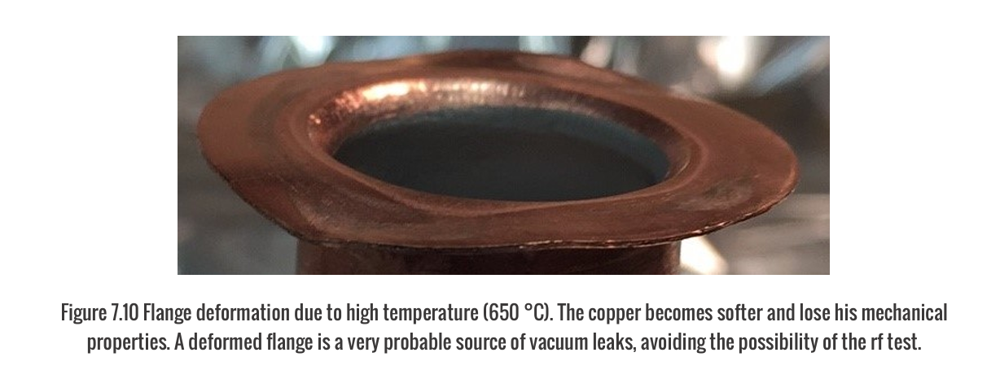 Figure 7.10 Flange deformation due to high temperature (650 °C). The copper becomes softer and lose his mechanical
properties. A deformed flange is a very probable source of vacuum leaks, avoiding the possibility of the rf test.